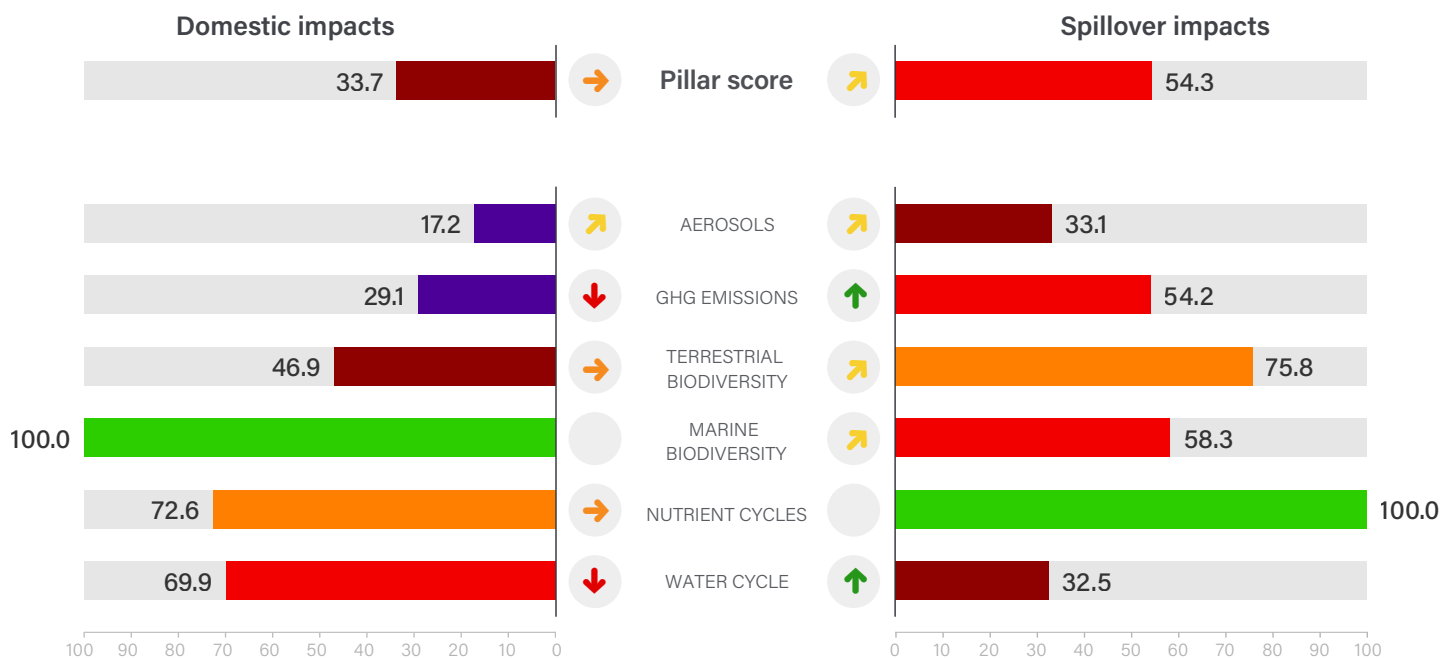 Domestic impacts Spillover impacts
33.7 Pillar score 54.3
17.2 AEROSOLS 33.1
29.1 GHG EMISSIONS 54.2
46.9 TERRESTRIAL 75.8
BIODIVERSITY
100.0 MARINE 58.3
BIODIVERSITY
72.6 NUTRIENT CYCLES 100.0
69.9 WATER CYCLE 32.5
100 90 80 70 60 50 40 30 20 10 0 0 10 20 30 40 50 60 70 80 90 100